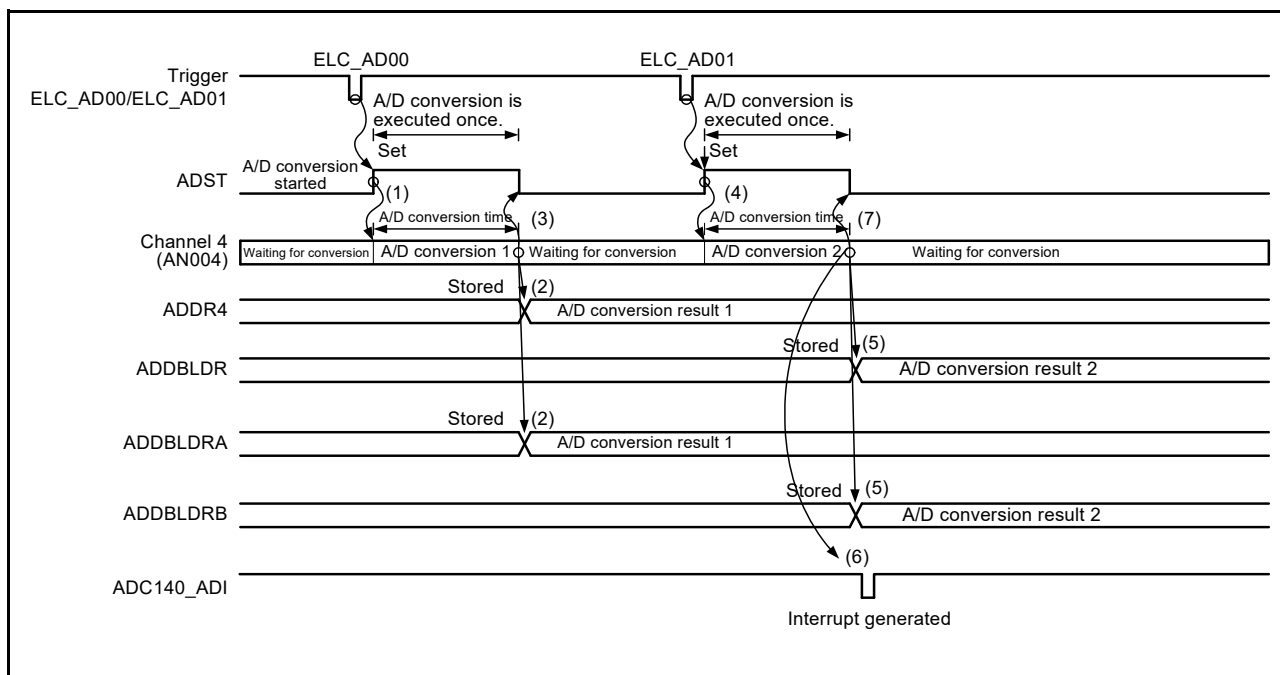 ELC_AD00
ELC_AD01
Trigger
ELC_AD00/ELC_AD01
A/D conversion is
executed once.
A/D conversion is
executed once.
Set
Set
A/D conversion
started
ADST
(1)
(4)
A/D conversion time
(3)
A/D conversion time
(7)
Channel 4
(AN004)
Waiting for conversion
A/D conversion 1
Waiting for conversion
A/D conversion 2
Waiting for conversion
Stored
(2)
ADDR4
A/D conversion result 1
Stored
(5)
ADDBLDR
A/D conversion result 2
Stored
(2)
ADDBLDRA
A/D conversion result 1
Stored
(5)
ADDBLDRB
A/D conversion result 2
(6)
ADC140_ADI
Interrupt generated